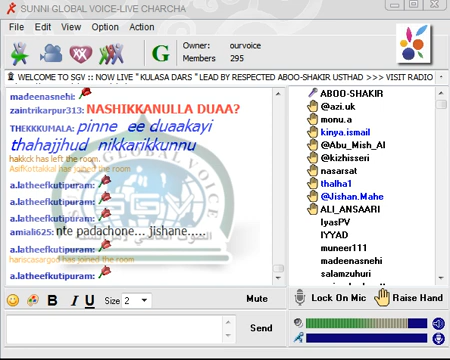 SUNNI GLOBAL VOICE-LIVE CHARCHA
File Edit View Option Action
G
Owner: ourvoice
Members 295
WELCOME TO SGV :: NOW LIVE " KULASA DARS " LEAD BY RESPECTED ABOO-SHAKIR USTHAD >>> VISIT RADIO
madeenasnehi:
zaintrikarpur313: NASHIKKANULLA DUAA?
THEKKKUMALA: pinne ee duaakayi
thahajjhud nikkarikkunnu
hakkck has left the room.
Asifkottakkal has joined the room
a.latheefkutipuram:
a.latheefkutipuram:
a.latheefkutipuram:
amiali625: nte padachone... jishane.....
a.latheefkutipuram:
hariscasargod has joined the room
a.latheefkutipuram:
SUNNI GLOBAL VOICE
SGV
ABOO-SHAKIR
@azi.uk
monu.a
kinya.ismail
@Abu_Mish_Al
@kizhisseri
nasarsat
thalha1
@Jishan.Mahe
ALI_ANSAARI
IyasPV
IYYAD
muneer111
madeenasnehi
salamzuhuri
B I U Size 2 Mute
Lock On Mic Raise Hand
Send